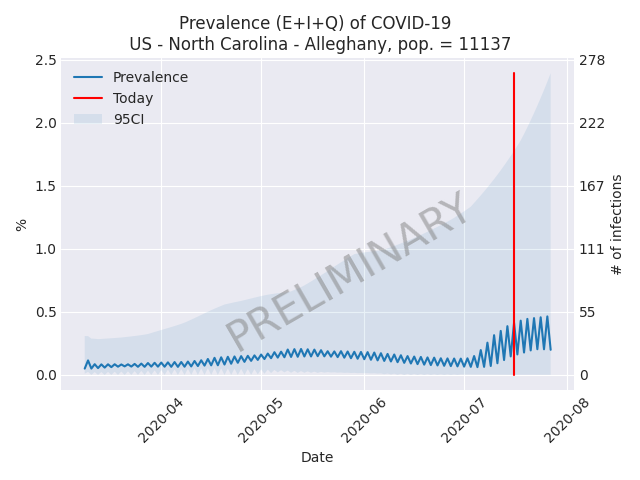 Prevalence (E+I+Q) of COVID-19
US - North Carolina - Alleghany, pop. = 11137
Prevalence
Today
95CI
PRELIMINARY
%
2.5
2.0
1.5
1.0
0.5
0.0
278
222
167
111
55
0
# of infections
2020-04
2020-05
2020-06
2020-07
2020-08
Date